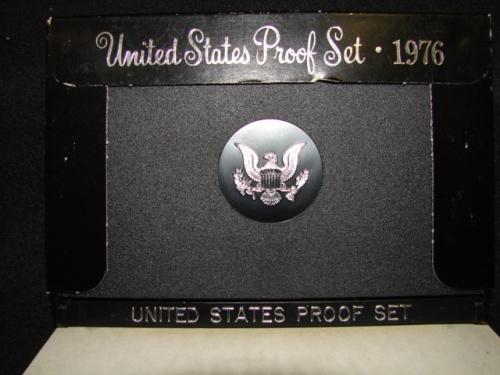 United States Proof Set · 1976
UNITED STATES PROOF SET